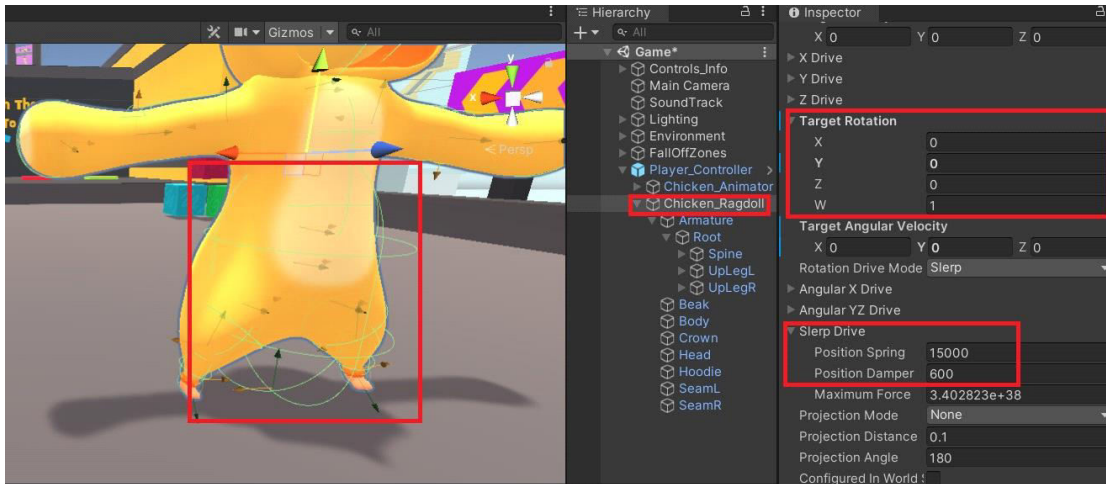 Gizmos
All
n Th
To
y
x
< Persp
Hierarchy
All
Game*
Controls_Info
Main Camera
SoundTrack
Lighting
Environment
FallOffZones
Player_Controller
Chicken_Animator
Chicken_Ragdoll
Armature
Root
Spine
UpLegL
UpLegR
Beak
Body
Crown
Head
Hoodie
SeamL
SeamR
Inspector
X 0 Y 0 Z 0
X Drive
Y Drive
Z Drive
Target Rotation
X 0
Y 0
Z 0
W 1
Target Angular Velocity
X 0 Y 0 Z 0
Rotation Drive Mode Slerp
Angular X Drive
Angular YZ Drive
Slerp Drive
Position Spring 15000
Position Damper 600
Maximum Force 3.402823e+38
Projection Mode None
Projection Distance 0.1
Projection Angle 180
Configured In World S